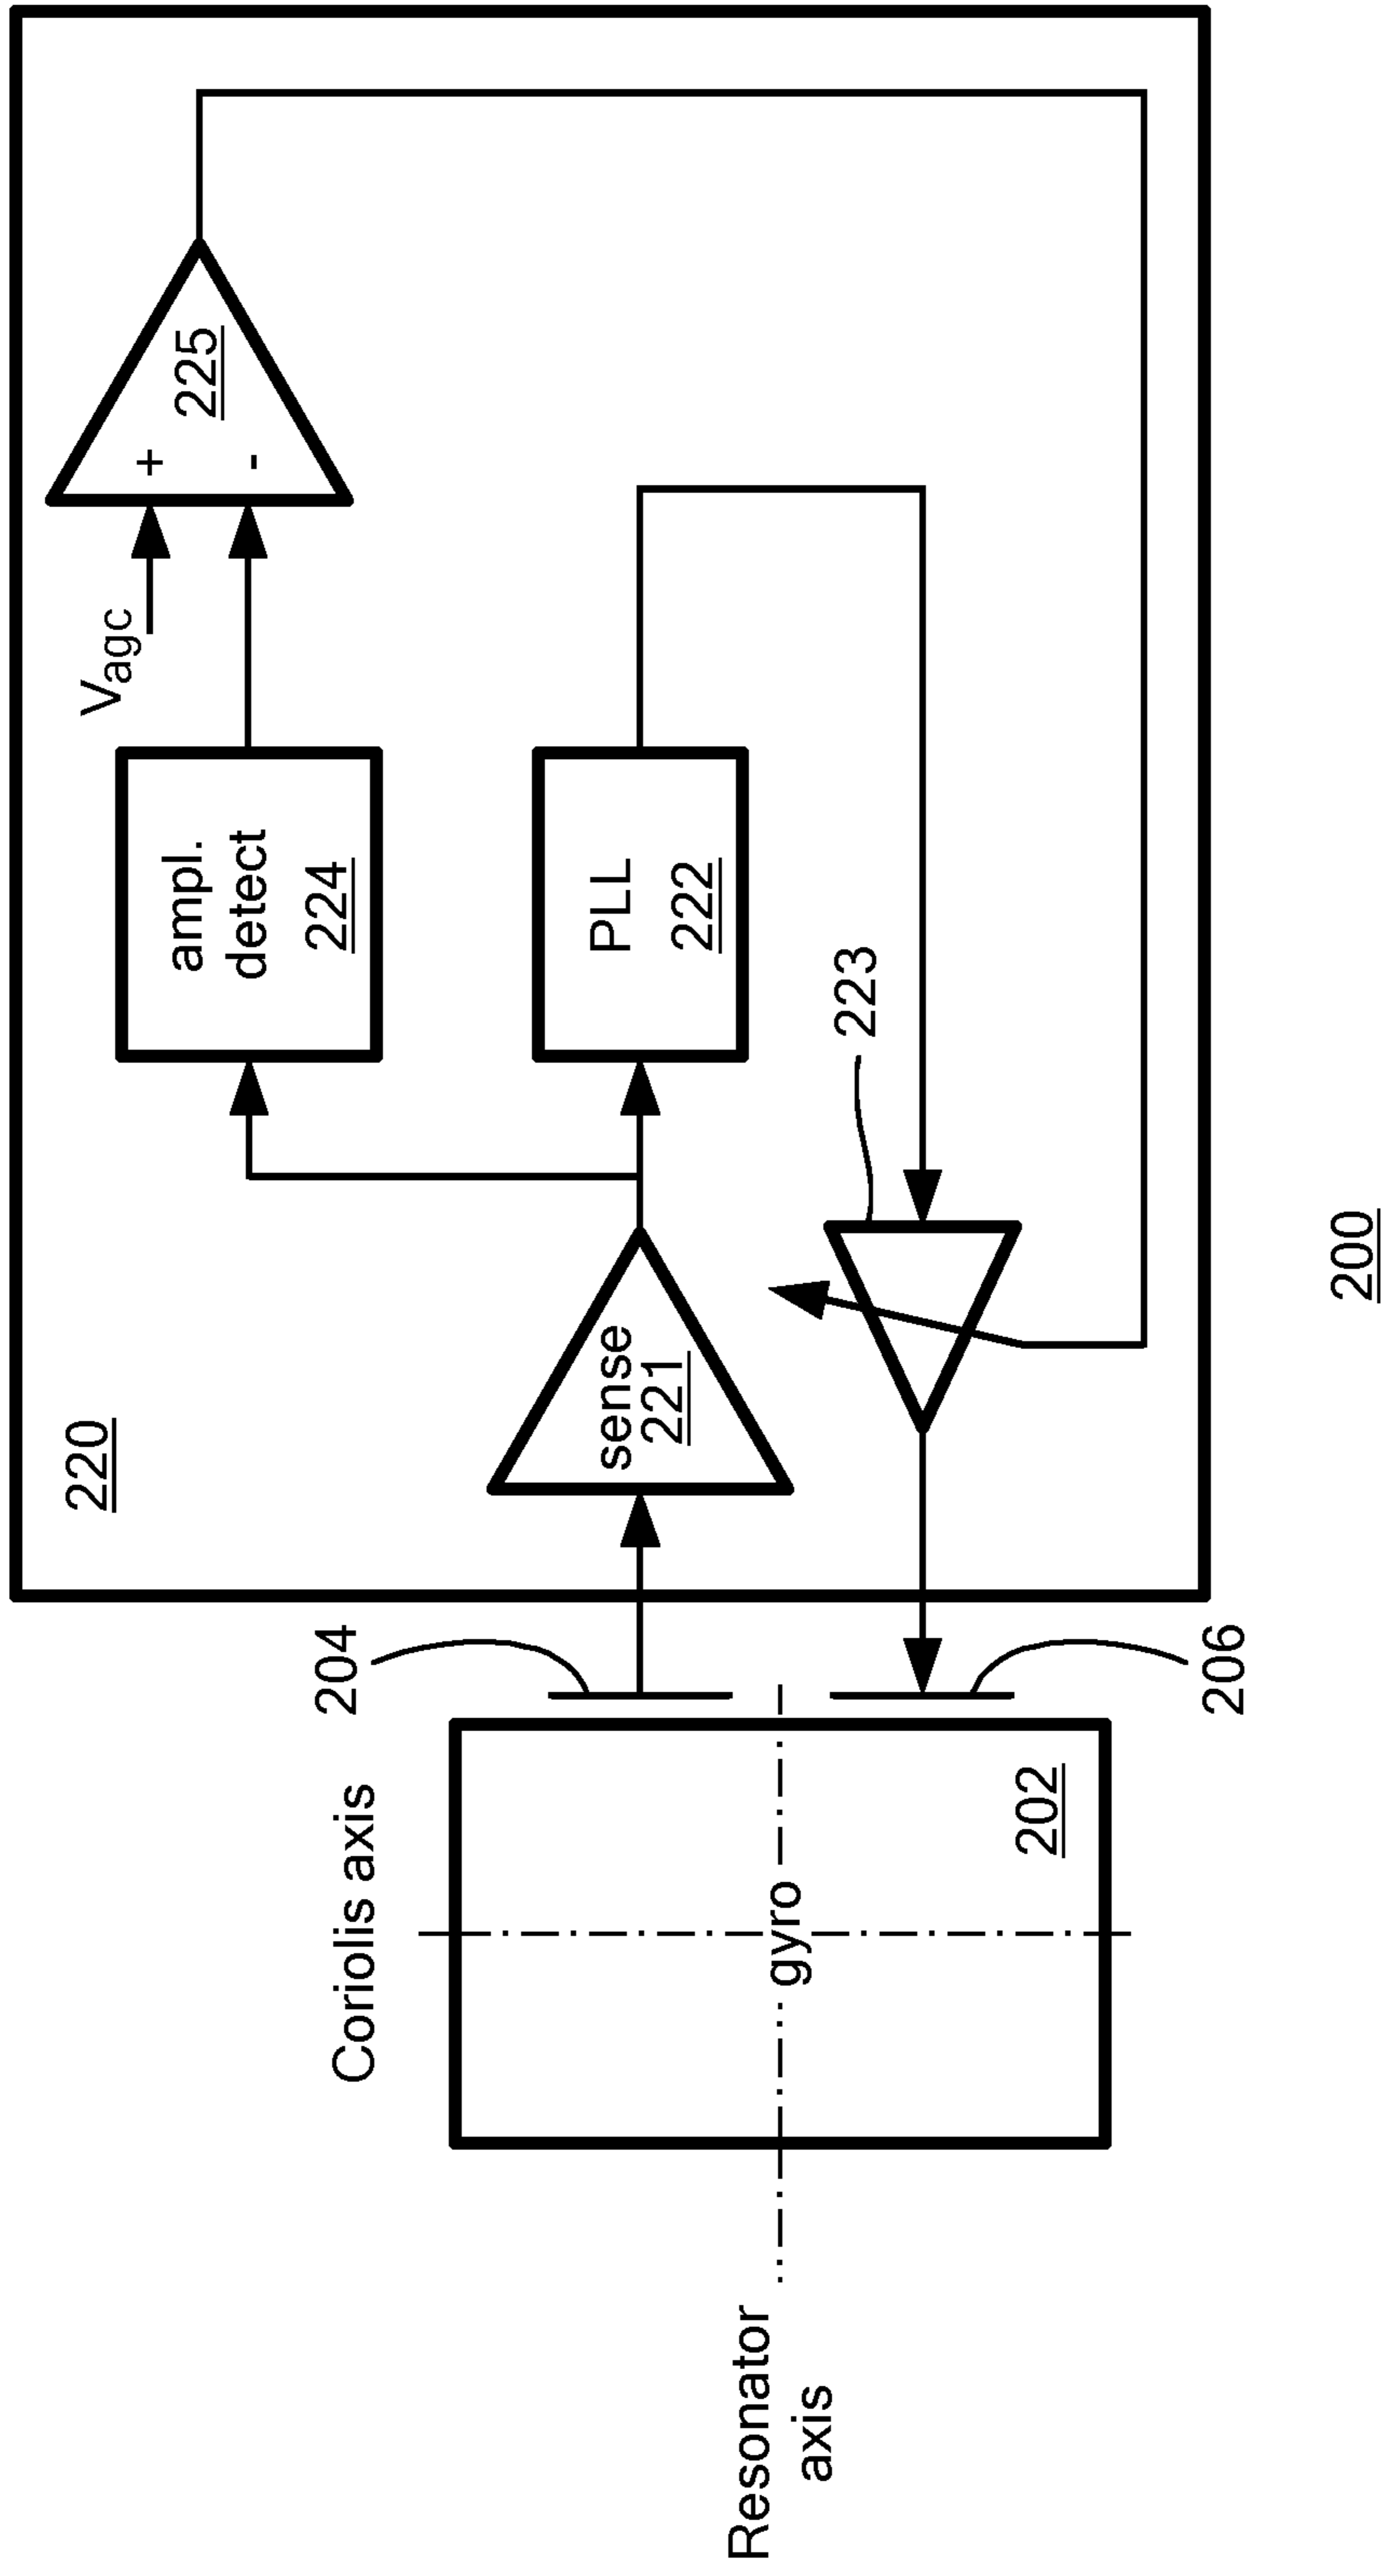 220
ampl.
detect
224
Vagc
+
-
225
sense
221
PLL
222
223
204
206
Coriolis axis
gyro
202
Resonator
axis
200